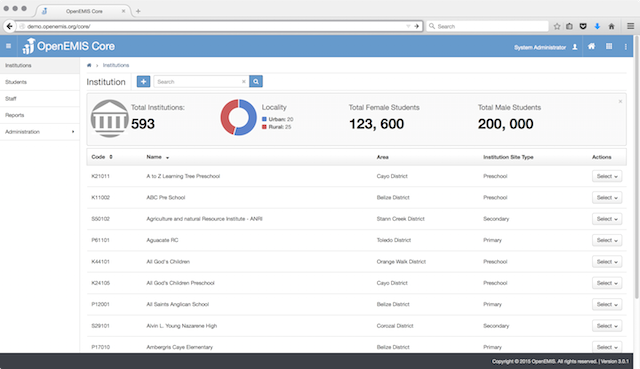 OpenEMIS Core
demo.openemis.org/core/
Search
OpenEMIS Core
System Administrator
Institutions
Students
Staff
Reports
Administration
Institutions
Institution
Search
Total Institutions:
593
Locality
Urban: 20
Rural: 25
Total Female Students
123, 600
Total Male Students
200, 000
Code Name Area Institution Site Type Actions
K21011 A to Z Learning Tree Preschool Cayo District Preschool Select
K11002 ABC Pre School Belize District Preschool Select
S50102 Agriculture and natural Resource Institute - ANRI Stann Creek District Secondary Select
P61101 Aguacate RC Toledo District Primary Select
K44101 All God's Children Orange Walk District Preschool Select
K24105 All God's Children Preschool Cayo District Preschool Select
P12001 All Saints Anglican School Belize District Primary Select
S29101 Alvin L. Young Nazarene High Corozal District Secondary Select
P17010 Ambergris Caye Elementary Belize District Primary Select
Copyright © 2015 OpenEMIS. All rights reserved. | Version 3.0.1